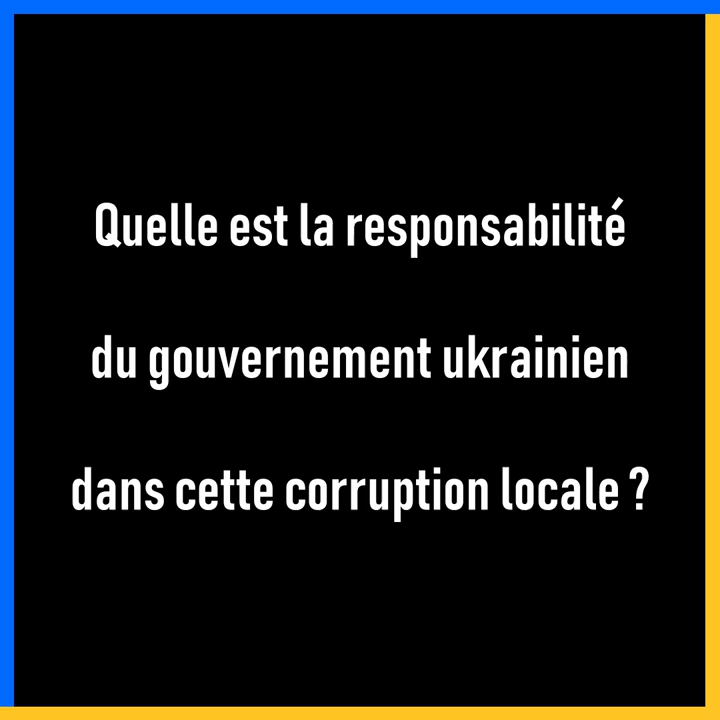 Quelle est la responsabilité
du gouvernement ukrainien
dans cette corruption locale ?